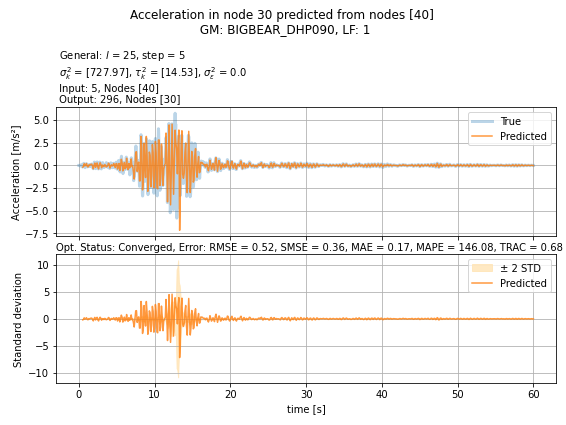 Acceleration in node 30 predicted from nodes [40]
GM: BIGBEAR_DHP090, LF: 1
General: l = 25, step = 5
σ²ₖ = [727.97], τ²ₖ = [14.53], σ²ᵋ = 0.0
Input: 5, Nodes [40]
Output: 296, Nodes [30]
True
Predicted
Acceleration [m/s²]
5.0
2.5
0.0
−2.5
−5.0
−7.5
Opt. Status: Converged, Error: RMSE = 0.52, SMSE = 0.36, MAE = 0.17, MAPE = 146.08, TRAC = 0.68
± 2 STD
Predicted
Standard deviation
10
5
0
−5
−10
0 10 20 30 40 50 60
time [s]